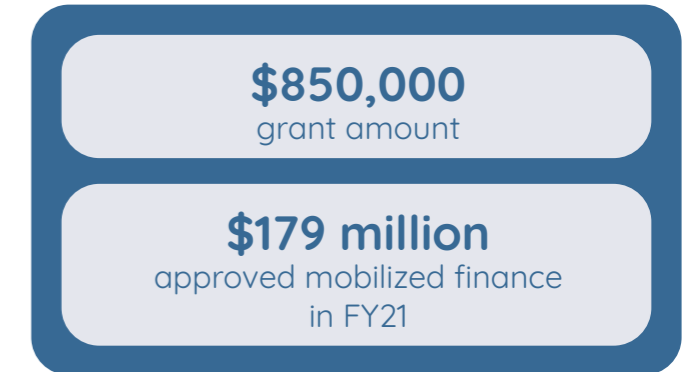 $850,000
grant amount
$179 million
approved mobilized finance
in FY21